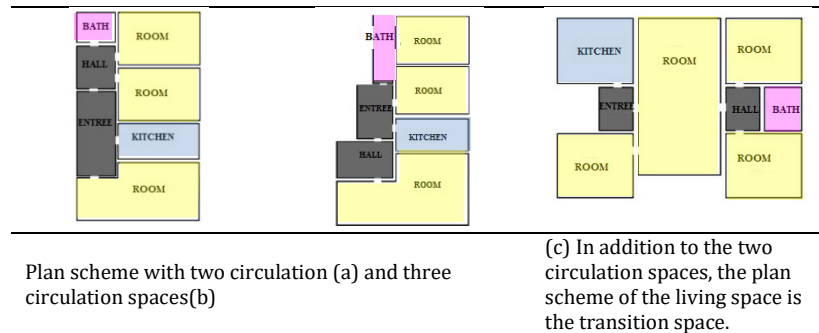 BATH
ROOM
HALL
ROOM
ENTREE
KITCHEN
ROOM
BATH
ROOM
ROOM
ENTREE
KITCHEN
HALL
ROOM
KITCHEN
ROOM
ROOM
ENTREE
HALL
BATH
ROOM
ROOM
Plan scheme with two circulation (a) and three
circulation spaces(b)
(c) In addition to the two
circulation spaces, the plan
scheme of the living space is
the transition space.